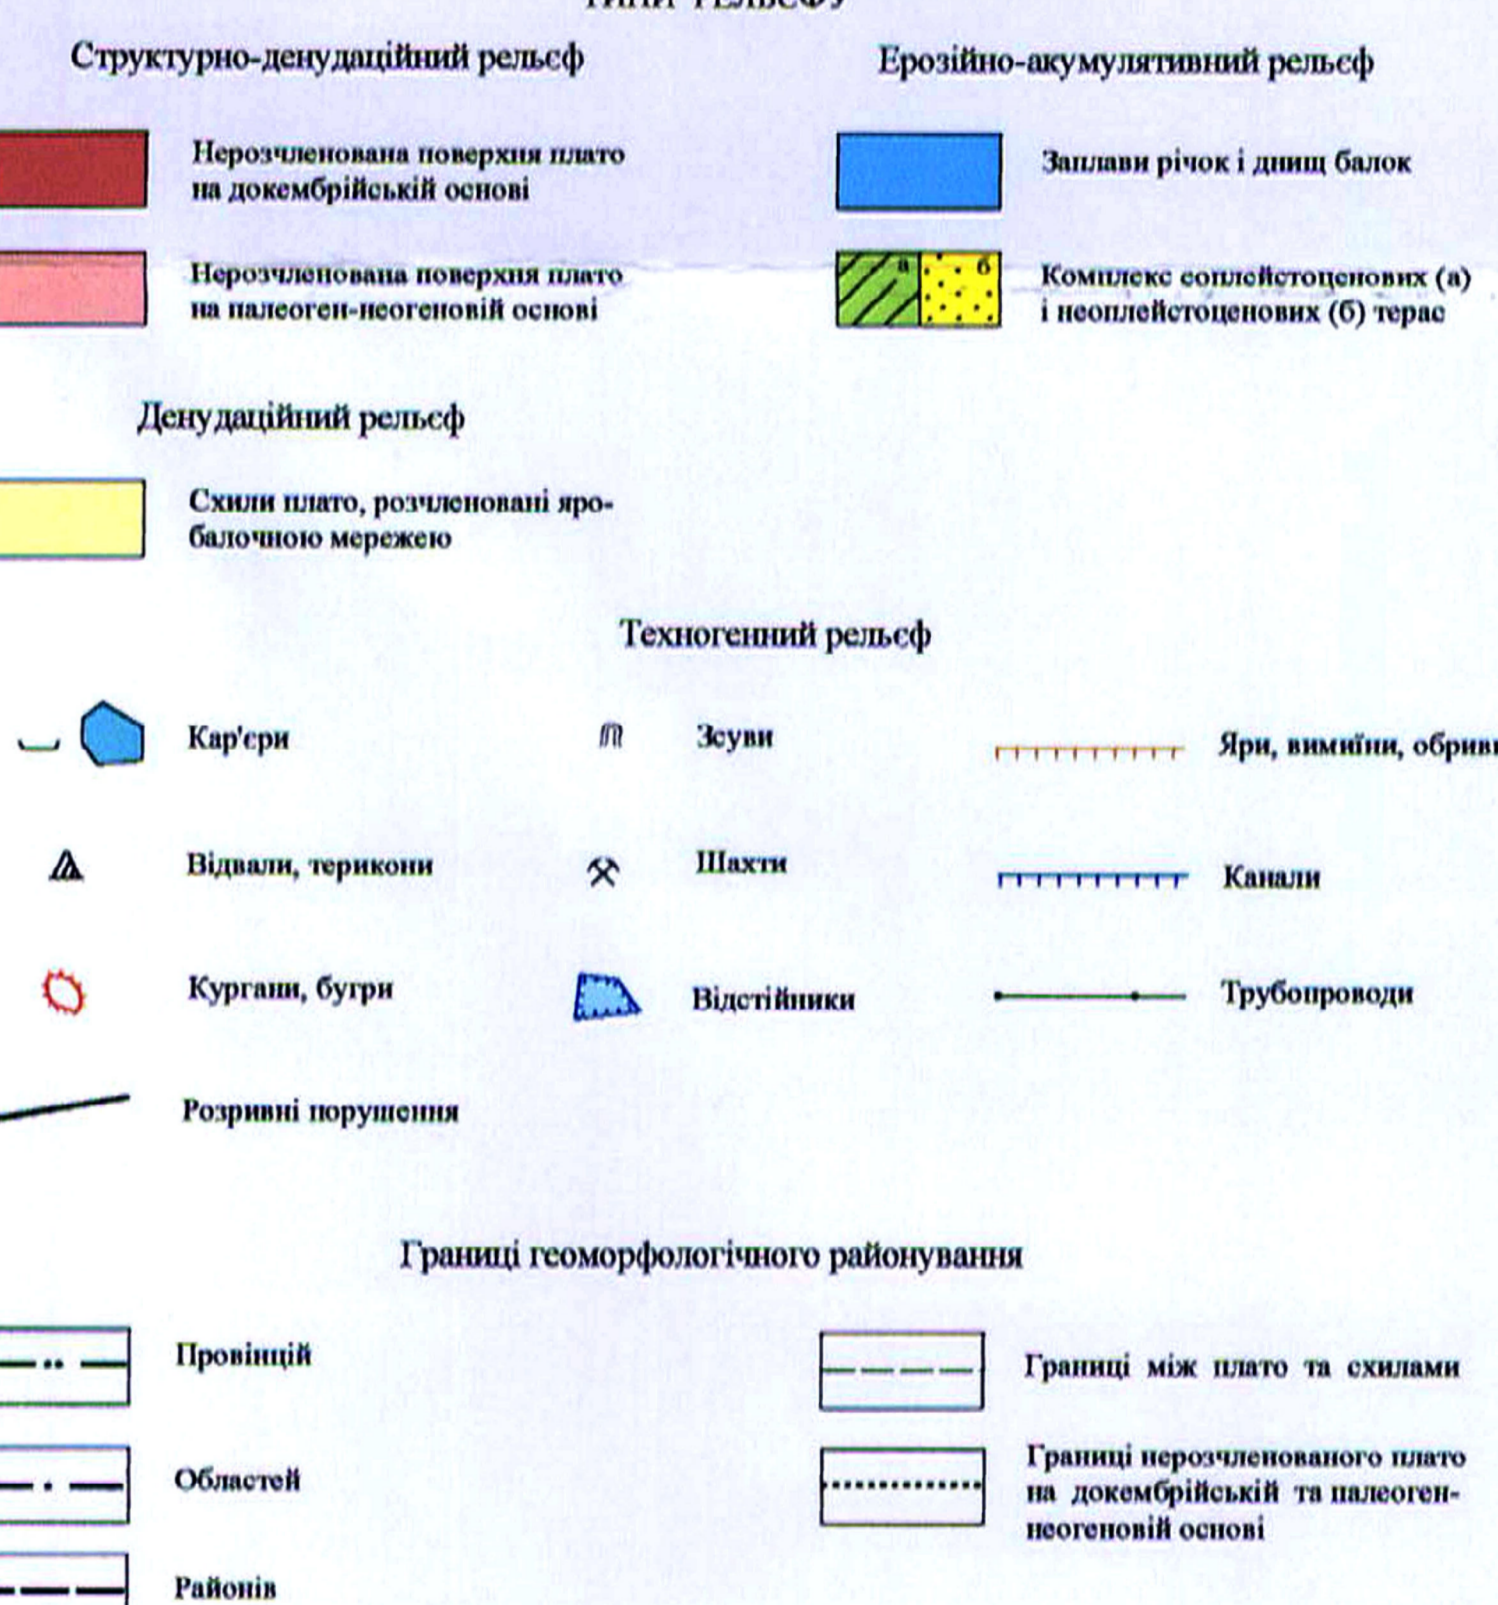 ТИПИ РЕЛЬЄФУ
Структурно-денудаційний рельєф
Нерозчленована поверхня плато
на докембрійській основі
Нерозчленована поверхня плато
на палеоген-неогеновій основі
Ерозійно-акумулятивний рельєф
Заплави річок і днищ балок
а
б
Комплекс еоплейстоценових (а)
і неоплейстоценових (б) терас
Денудаційний рельєф
Схили плато, розчленовані яро-
балочною мережею
Техногенний рельєф
Кар'єри
Зсуви
Яри, вимиїни, обриви
Відвали, терикони
Шахти
Канали
Кургани, бугри
Відстійники
Трубопроводи
Розривні порушення
Границі геоморфологічного районування
Провінцій
Областей
Районів
Границі між плато та схилами
Границі нерозчленованого плато
на докембрійській та палеоген-
неогеновій основі